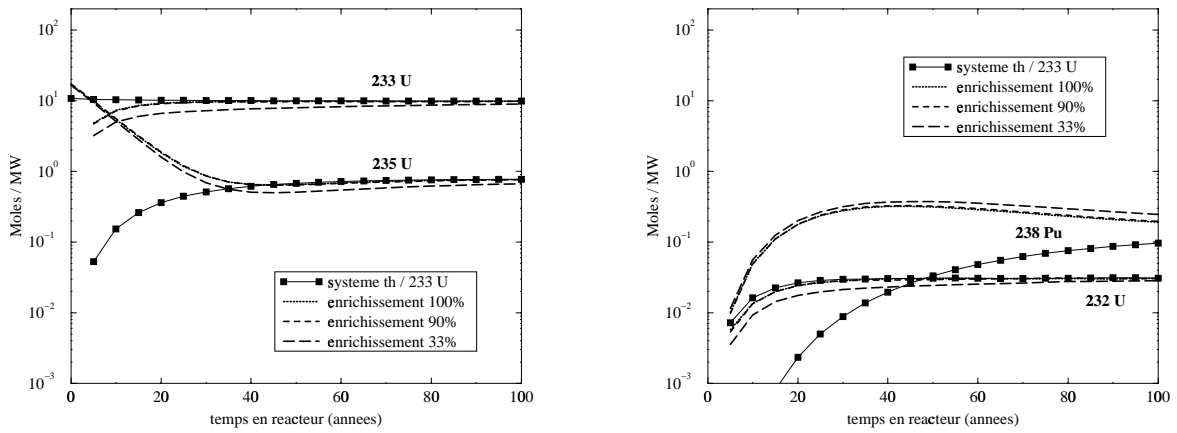 10²
10¹
10⁰
10⁻¹
10⁻²
10⁻³
Moles / MW
233 U
235 U
systeme th / 233 U
enrichissement 100%
enrichissement 90%
enrichissement 33%
0 20 40 60 80 100
temps en reacteur (annees)
10²
10¹
10⁰
10⁻¹
10⁻²
10⁻³
Moles / MW
systeme th / 233 U
enrichissement 100%
enrichissement 90%
enrichissement 33%
238 Pu
232 U
0 20 40 60 80 100
temps en reacteur (annees)